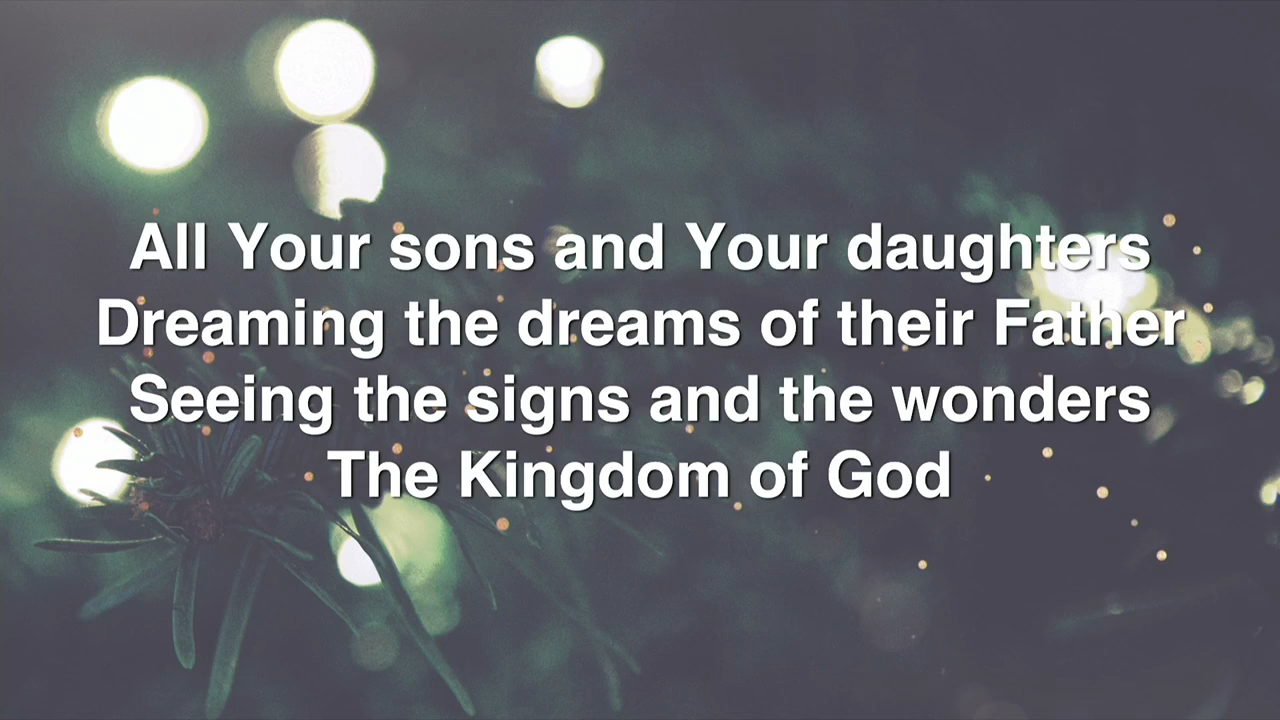 All Your sons and Your daughters
Dreaming the dreams of their Father
Seeing the signs and the wonders
The Kingdom of God